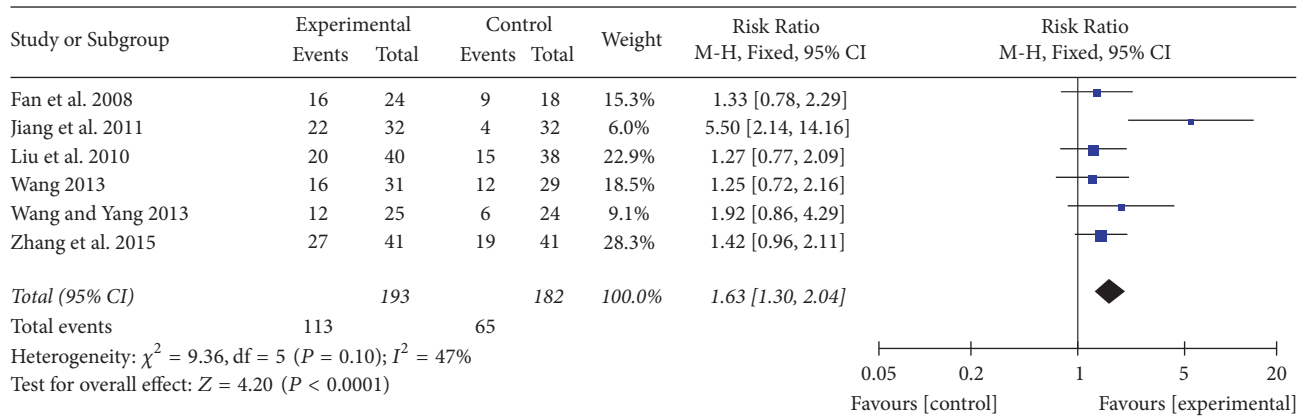 Study or Subgroup Experimental Control Weight Risk Ratio Risk Ratio
Events Total Events Total M-H, Fixed, 95% CI M-H, Fixed, 95% CI
Fan et al. 2008 16 24 9 18 15.3% 1.33 [0.78, 2.29]
Jiang et al. 2011 22 32 4 32 6.0% 5.50 [2.14, 14.16]
Liu et al. 2010 20 40 15 38 22.9% 1.27 [0.77, 2.09]
Wang 2013 16 31 12 29 18.5% 1.25 [0.72, 2.16]
Wang and Yang 2013 12 25 6 24 9.1% 1.92 [0.86, 4.29]
Zhang et al. 2015 27 41 19 41 28.3% 1.42 [0.96, 2.11]
Total (95% CI) 193 182 100.0% 1.63 [1.30, 2.04]
Total events 113 65
Heterogeneity: χ² = 9.36, df = 5 (P = 0.10); I² = 47%
Test for overall effect: Z = 4.20 (P < 0.0001)
0.05 0.2 1 5 20
Favours [control] Favours [experimental]